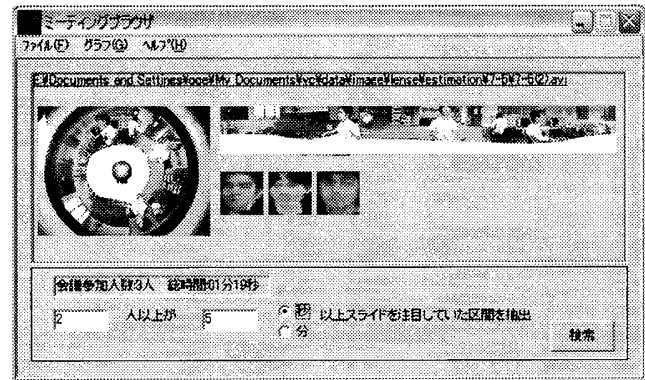 ミーティングブラウザ
ファイル(F) グラフ(G) ヘルプ(H)
E:¥Documents and Settings¥oge¥My Documents¥vc¥data¥image¥lense¥estimation¥7-5¥7-5(2).avi
会議参加人数:3人 総時間:01分19秒
2 人以上が 5 秒 以上スライドを注目していた区間を抽出
分
検索